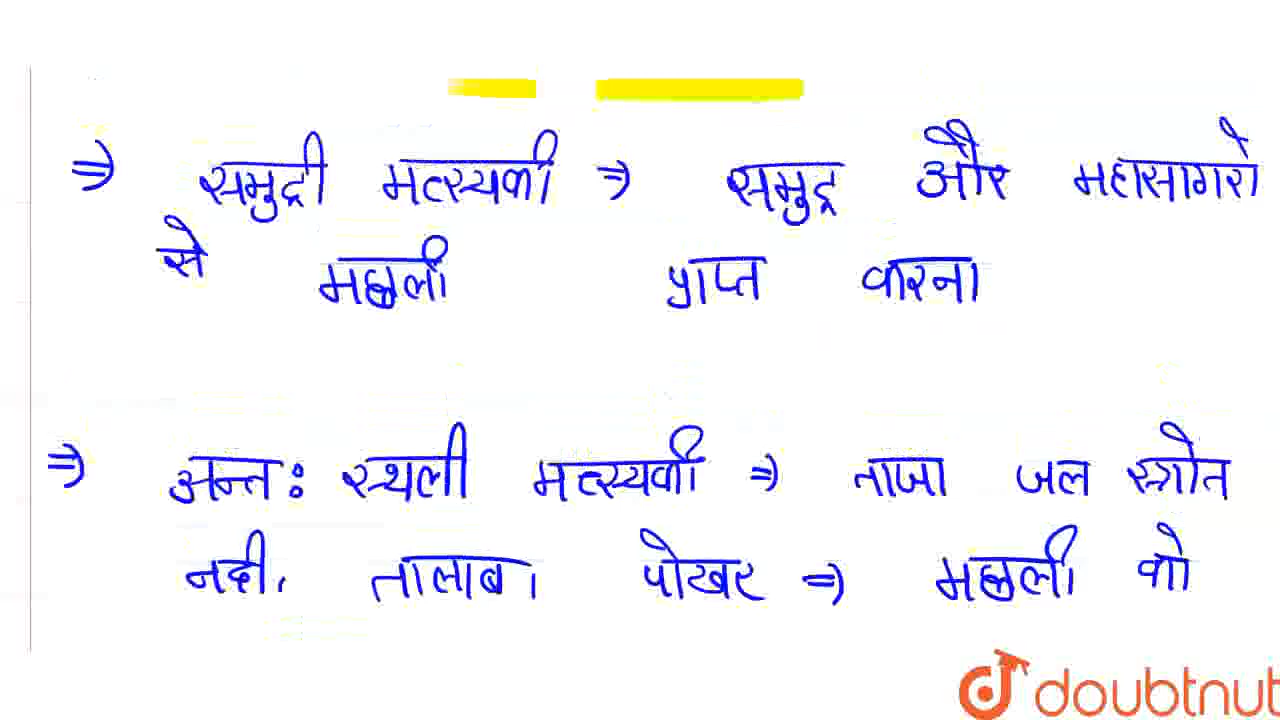 ⇒ समुद्री मत्स्यकी ⇒ समुद्र और महासागरो
से मछली प्राप्त करना
⇒ अन्तः स्थली मत्स्यकी ⇒ ताजा जल स्त्रोत
नदी, तालाब, पोखर ⇒ मछली को
doubtnut